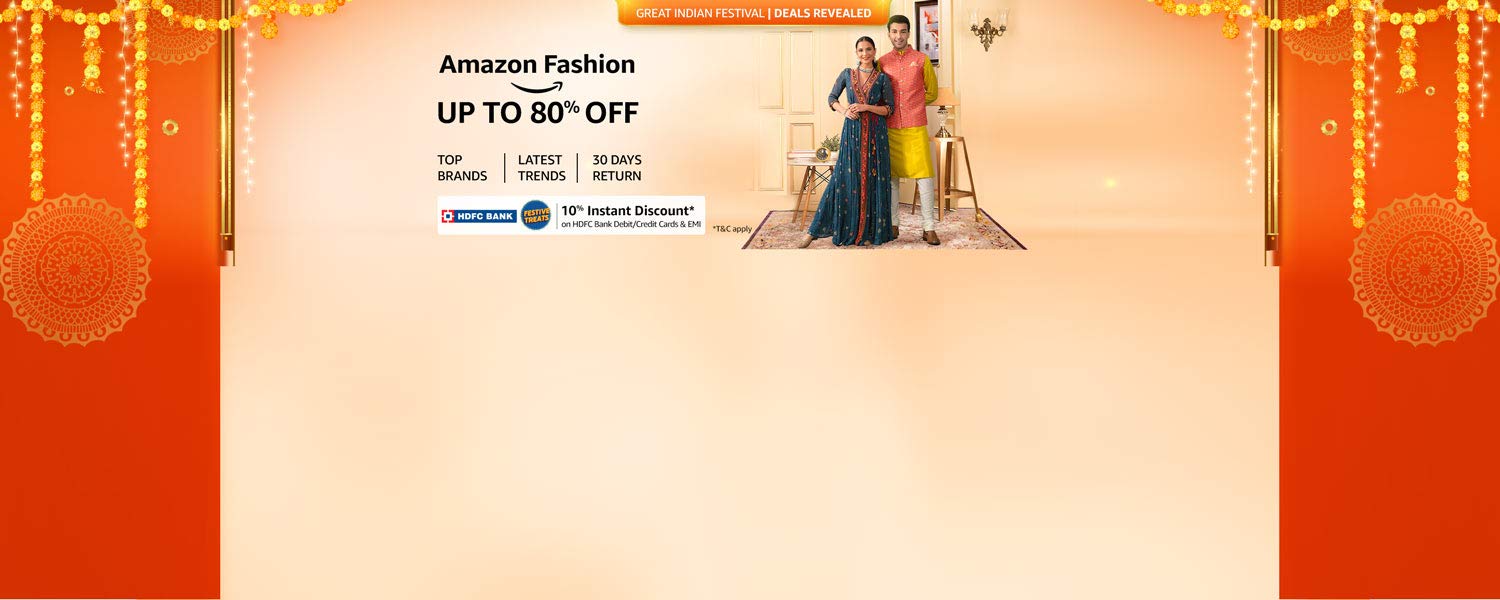 GREAT INDIAN FESTIVAL | DEALS REVEALED
Amazon Fashion
UP TO 80% OFF
TOP BRANDS
LATEST TRENDS
30 DAYS RETURN
HDFC BANK
FESTIVE TREATS
10% Instant Discount*
on HDFC Bank Debit/Credit Cards & EMI
*T&C apply